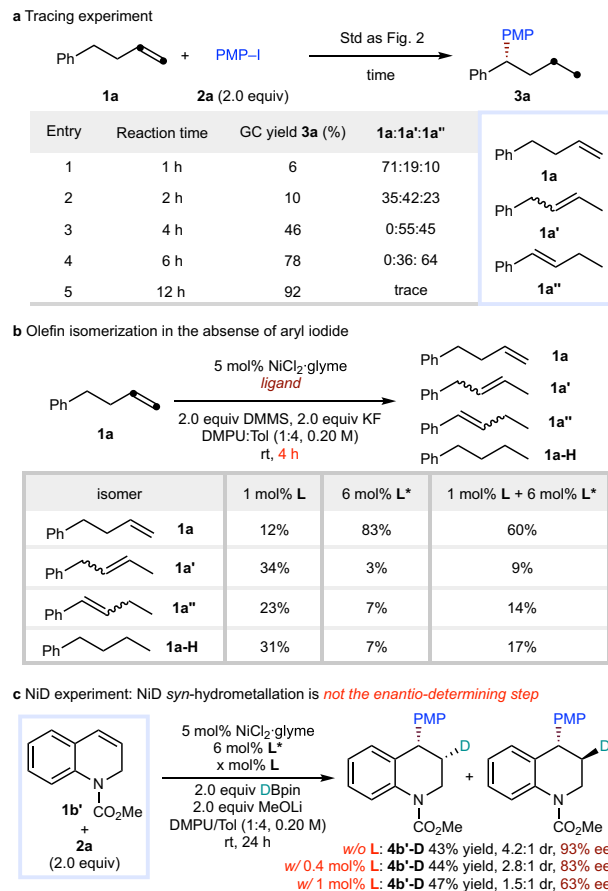 a Tracing experiment
Ph
1a
+
PMP–I
2a (2.0 equiv)
Std as Fig. 2
time
PMP
Ph
3a
Entry Reaction time GC yield 3a (%) 1a:1a':1a"
1 1 h 6 71:19:10
2 2 h 10 35:42:23
3 4 h 46 0:55:45
4 6 h 78 0:36: 64
5 12 h 92 trace
Ph
1a
Ph
1a'
Ph
1a"
b Olefin isomerization in the absense of aryl iodide
Ph
1a
5 mol% NiCl2·glyme
ligand
2.0 equiv DMMS, 2.0 equiv KF
DMPU:Tol (1:4, 0.20 M)
rt, 4 h
Ph 1a
Ph 1a'
Ph 1a"
Ph 1a-H
isomer 1 mol% L 6 mol% L* 1 mol% L + 6 mol% L*
Ph 1a 12% 83% 60%
Ph 1a' 34% 3% 9%
Ph 1a" 23% 7% 14%
Ph 1a-H 31% 7% 17%
c NiD experiment: NiD syn-hydrometallation is not the enantio-determining step
N
CO2Me
1b'
+
2a
(2.0 equiv)
5 mol% NiCl2·glyme
6 mol% L*
x mol% L
2.0 equiv DBpin
2.0 equiv MeOLi
DMPU/Tol (1:4, 0.20 M)
rt, 24 h
PMP
D
N
CO2Me
+
PMP
D
N
CO2Me
w/o L: 4b'-D 43% yield, 4.2:1 dr, 93% ee
w/ 0.4 mol% L: 4b'-D 44% yield, 2.8:1 dr, 83% ee
w/ 1 mol% L: 4b'-D 47% yield, 1.5:1 dr, 63% ee